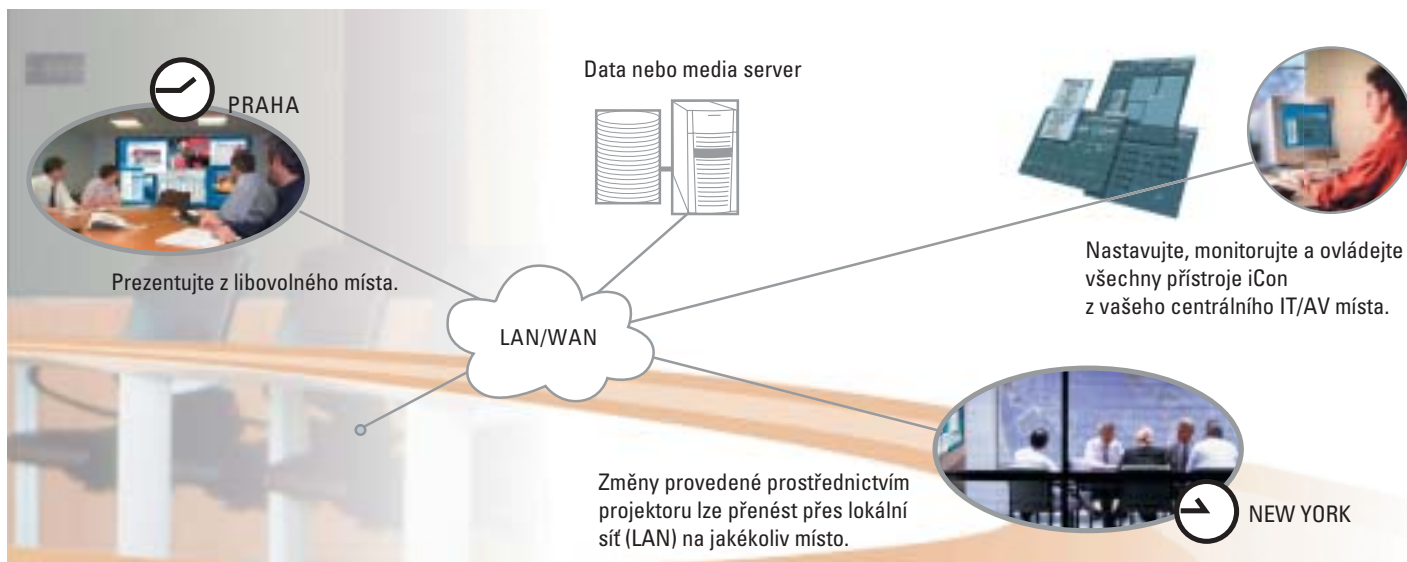 PRAHA
Prezentujte z libovolného místa.
Data nebo media server
Nastavujte, monitorujte a ovládejte
všechny přístroje iCon
z vašeho centrálního IT/AV místa.
LAN/WAN
Změny provedené prostřednictvím
projektoru lze přenést přes lokální
síť (LAN) na jakékoliv místo.
NEW YORK